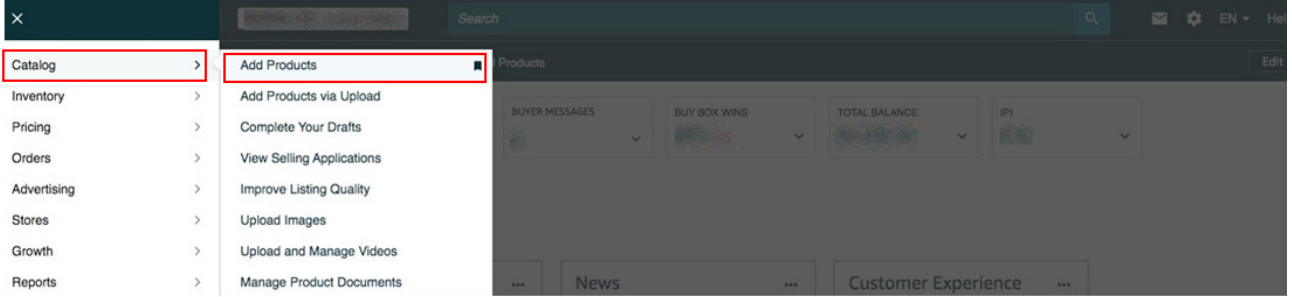 Search
EN
Hel
Catalog
Add Products
Products
Edit
Inventory
Add Products via Upload
Pricing
Complete Your Drafts
BUYER MESSAGES
BUY BOX WINS
TOTAL BALANCE
IPI
Orders
View Selling Applications
Advertising
Improve Listing Quality
Stores
Upload Images
Growth
Upload and Manage Videos
Reports
Manage Product Documents
News
Customer Experience